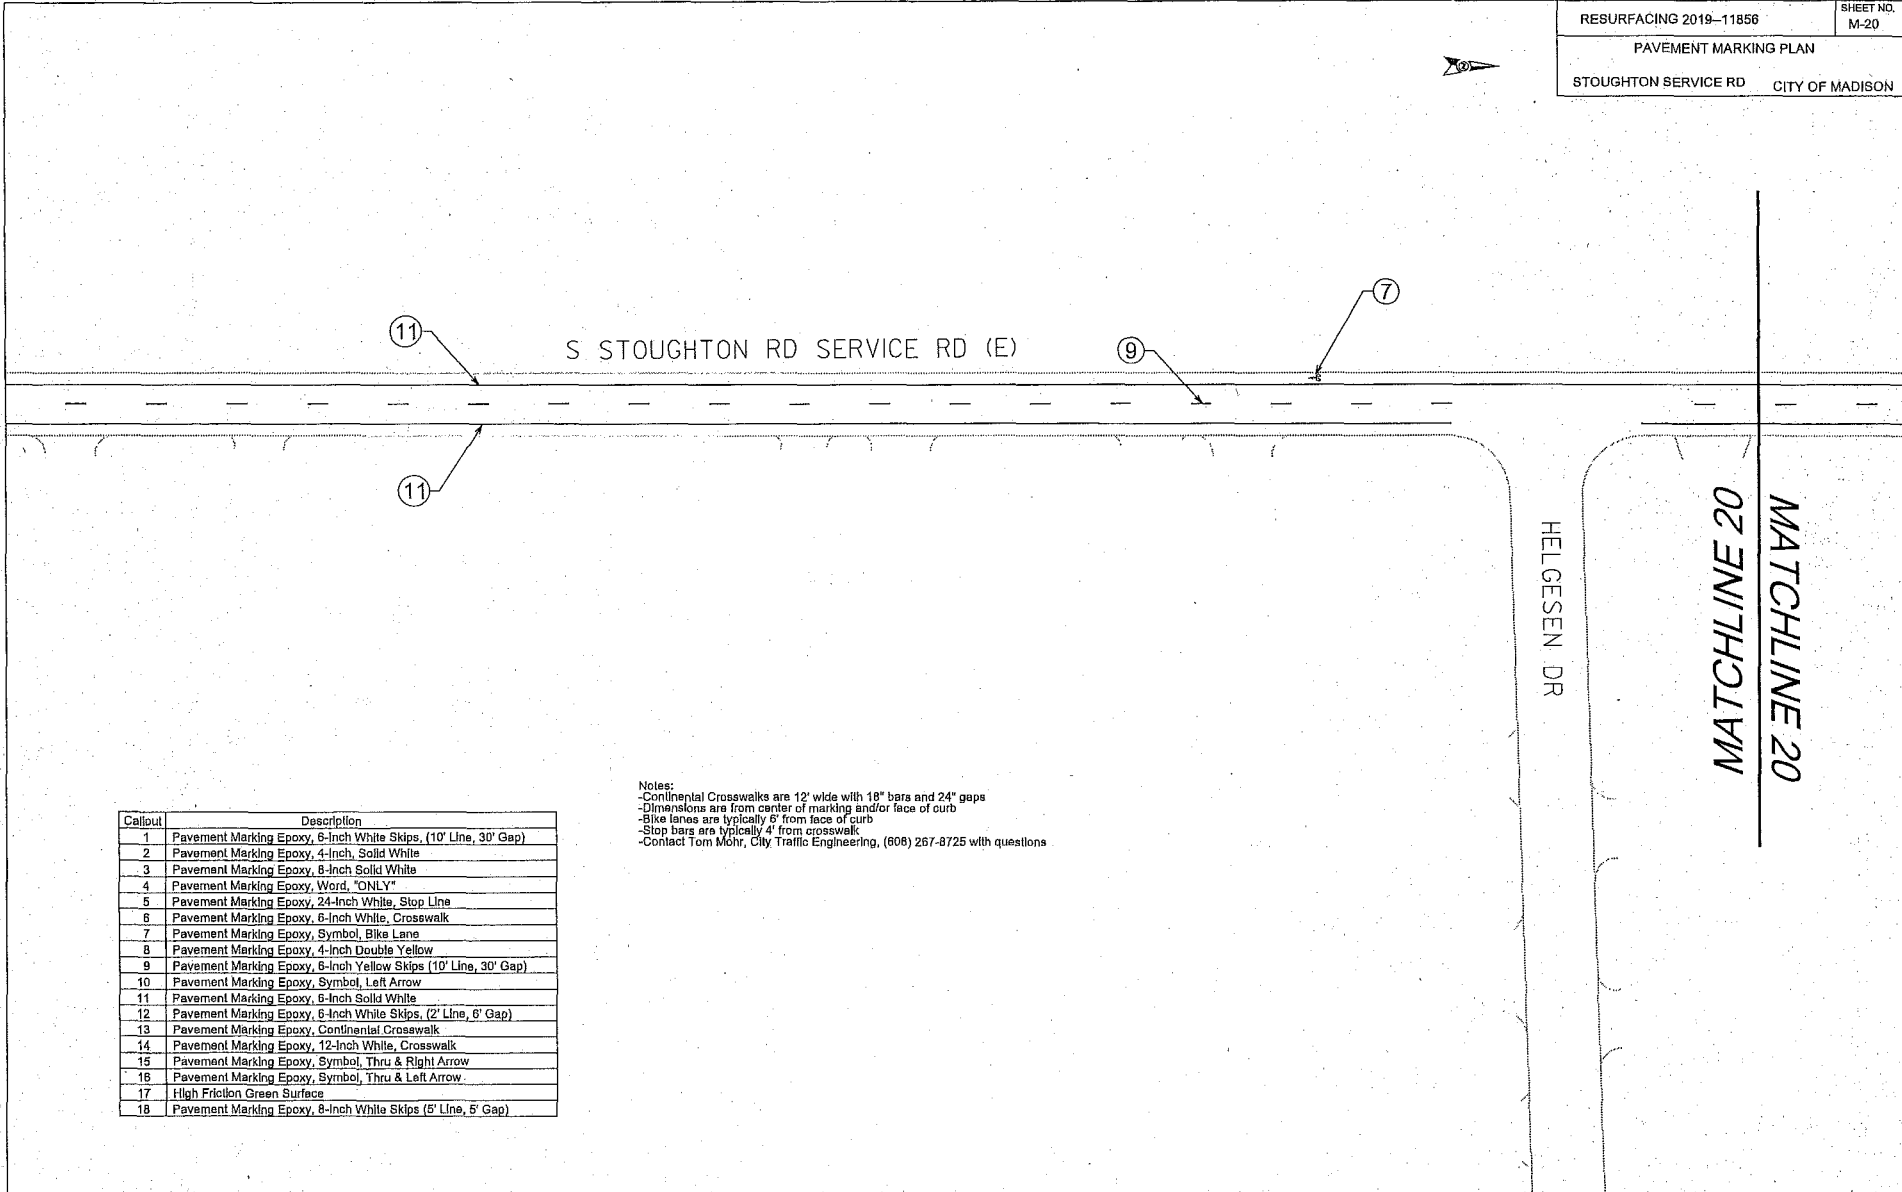 RESURFACING 2019-11856
SHEET NO.
M-20
PAVEMENT MARKING PLAN
STOUGHTON SERVICE RD CITY OF MADISON
7
11
S STOUGHTON RD SERVICE RD (E)
9
11
HELGESEN DR
MATCHLINE 20
MATCHLINE 20
Notes:
-Continental Crosswalks are 12' wide with 18" bars and 24" gaps
-Dimensions are from center of marking and/or face of curb
-Bike lanes are typically 6' from face of curb
-Stop bars are typically 4' from crosswalk
-Contact Tom Mohr, City Traffic Engineering, (608) 267-8725 with questions
Callout Description
1 Pavement Marking Epoxy, 6-Inch White Skips, (10' Line, 30' Gap)
2 Pavement Marking Epoxy, 4-Inch, Solid White
3 Pavement Marking Epoxy, 8-Inch Solid White
4 Pavement Marking Epoxy, Word, "ONLY"
5 Pavement Marking Epoxy, 24-Inch White, Stop Line
6 Pavement Marking Epoxy, 6-Inch White, Crosswalk
7 Pavement Marking Epoxy, Symbol, Bike Lane
8 Pavement Marking Epoxy, 4-Inch Double Yellow
9 Pavement Marking Epoxy, 6-Inch Yellow Skips (10' Line, 30' Gap)
10 Pavement Marking Epoxy, Symbol, Left Arrow
11 Pavement Marking Epoxy, 6-Inch Solid White
12 Pavement Marking Epoxy, 6-Inch White Skips, (2' Line, 6' Gap)
13 Pavement Marking Epoxy, Continental Crosswalk
14 Pavement Marking Epoxy, 12-Inch White, Crosswalk
15 Pavement Marking Epoxy, Symbol, Thru & Right Arrow
16 Pavement Marking Epoxy, Symbol, Thru & Left Arrow
17 High Friction Green Surface
18 Pavement Marking Epoxy, 8-Inch White Skips (5' Line, 5' Gap)